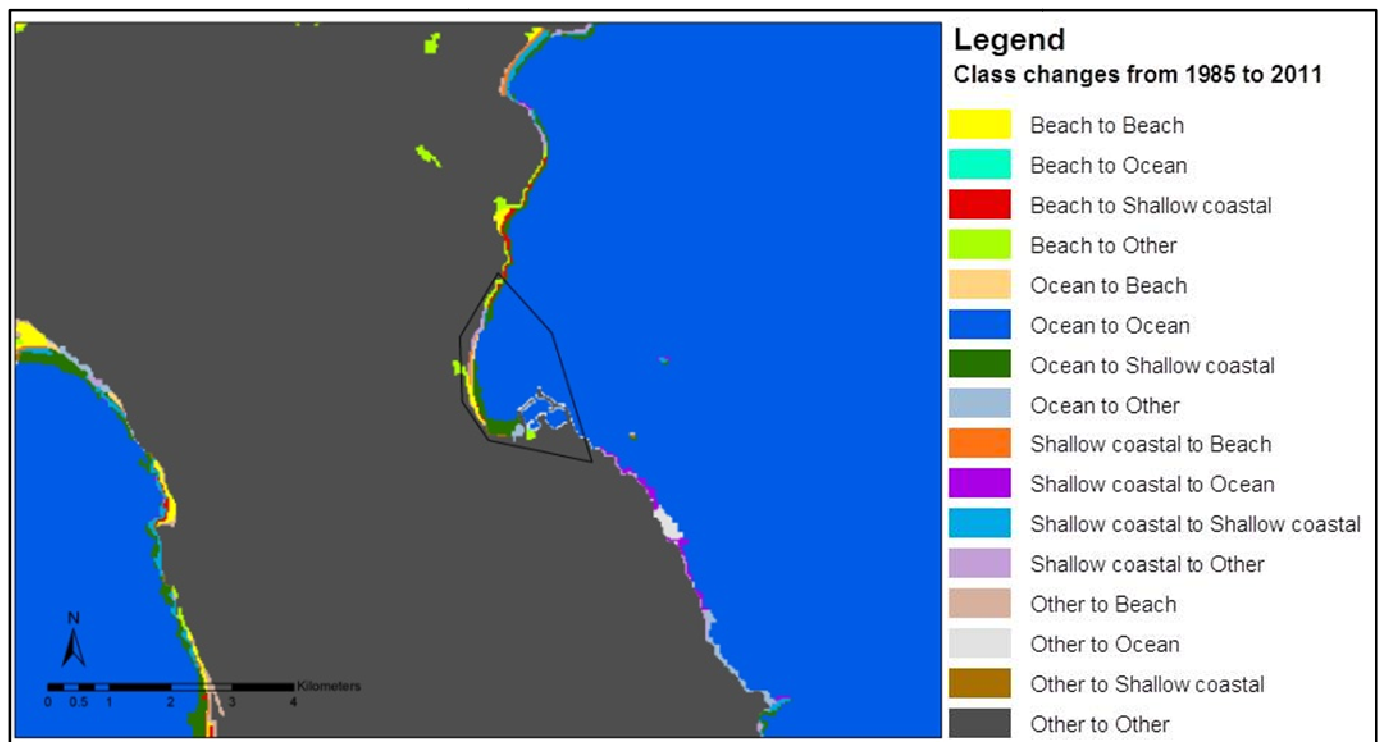 Legend
Class changes from 1985 to 2011
Beach to Beach
Beach to Ocean
Beach to Shallow coastal
Beach to Other
Ocean to Beach
Ocean to Ocean
Ocean to Shallow coastal
Ocean to Other
Shallow coastal to Beach
Shallow coastal to Ocean
Shallow coastal to Shallow coastal
Shallow coastal to Other
Other to Beach
Other to Ocean
Other to Shallow coastal
Other to Other
N
Kilometers
0 0.5 1 2 3 4